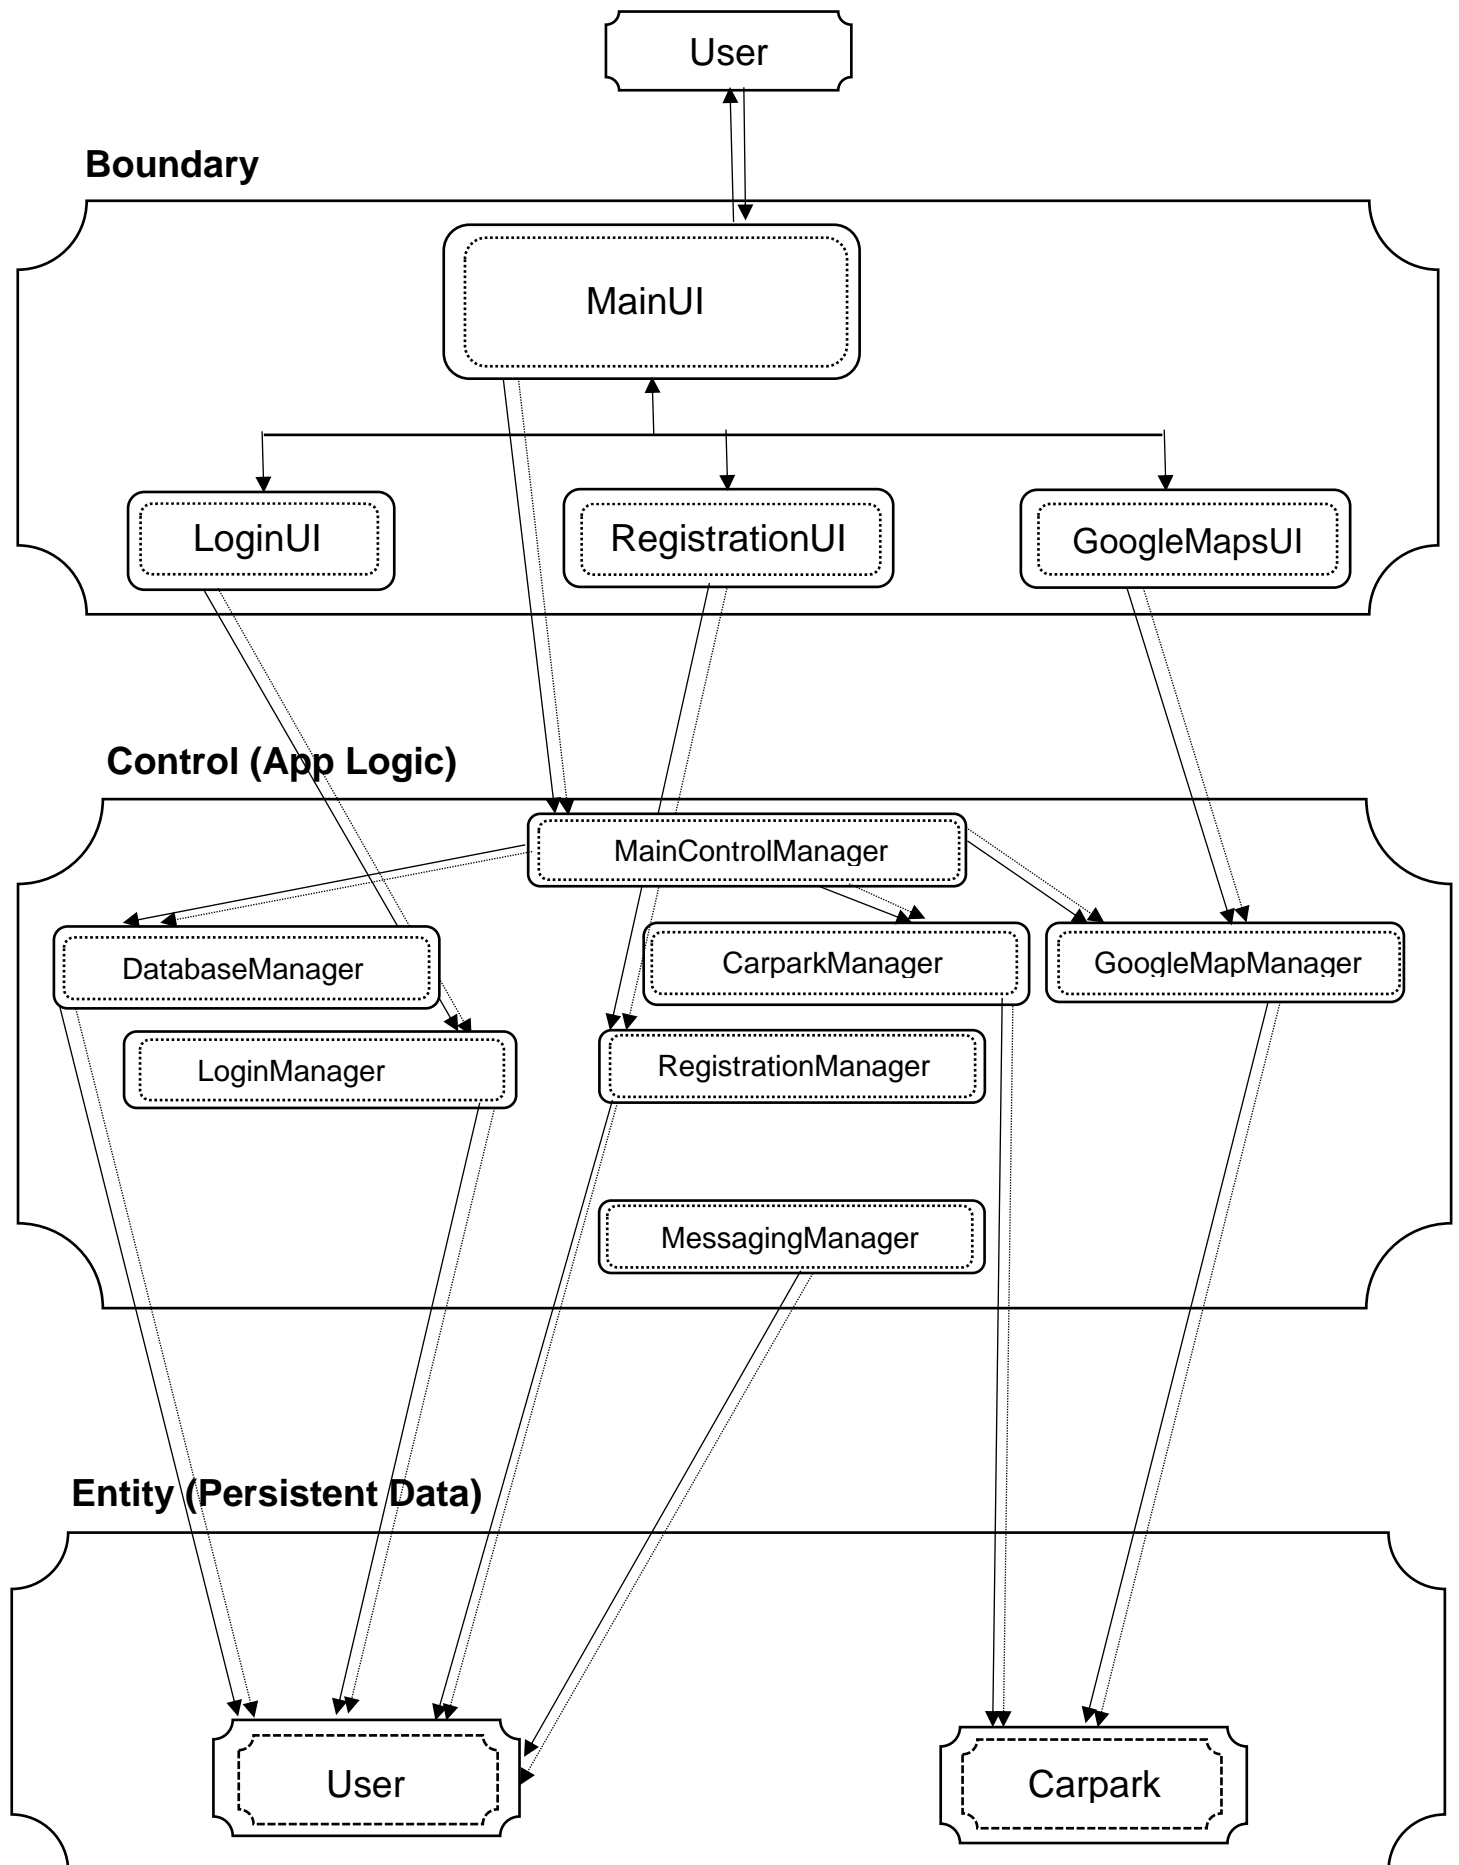 User
Boundary
MainUI
LoginUI
RegistrationUI
GoogleMapsUI
Control (App Logic)
MainControlManager
DatabaseManager
CarparkManager
GoogleMapManager
LoginManager
RegistrationManager
MessagingManager
Entity (Persistent Data)
User
Carpark